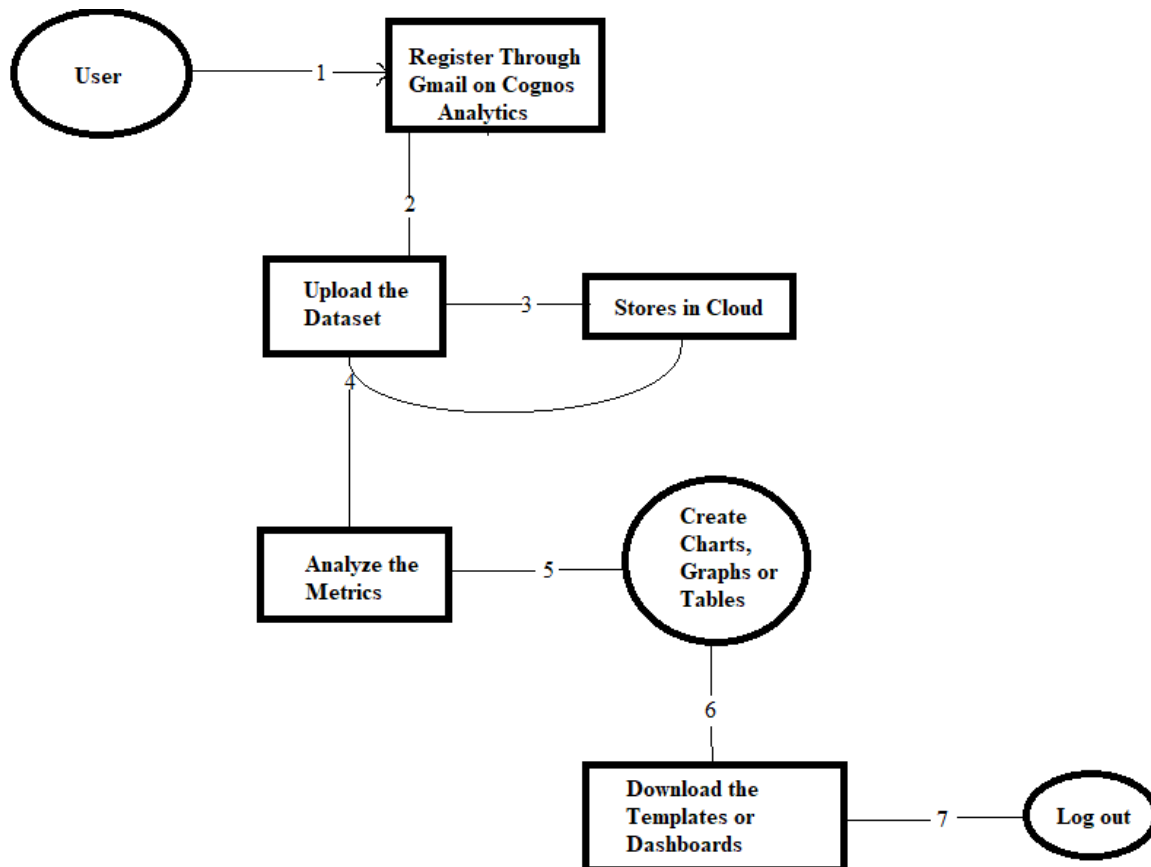 User
1
Register Through
Gmail on Cognos
Analytics
2
Upload the
Dataset
3
Stores in Cloud
4
Analyze the
Metrics
5
Create
Charts,
Graphs or
Tables
6
Download the
Templates or
Dashboards
7
Log out